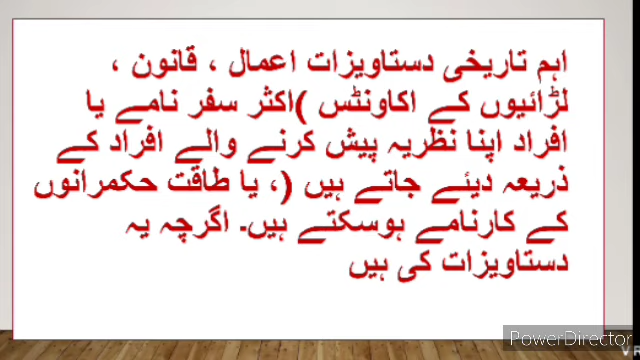 اہم تاریخی دستاویزات اعمال ، قانون ،
لڑائیوں کے اکاونٹس )اکثر سفر نامے یا
افراد اپنا نظریہ پیش کرنے والے افراد کے
ذریعہ دیئے جاتے ہیں (، یا طاقت حکمرانوں
کے کارنامے ہوسکتے ہیں۔ اگرچہ یہ
دستاویزات کی ہیں
PowerDirector